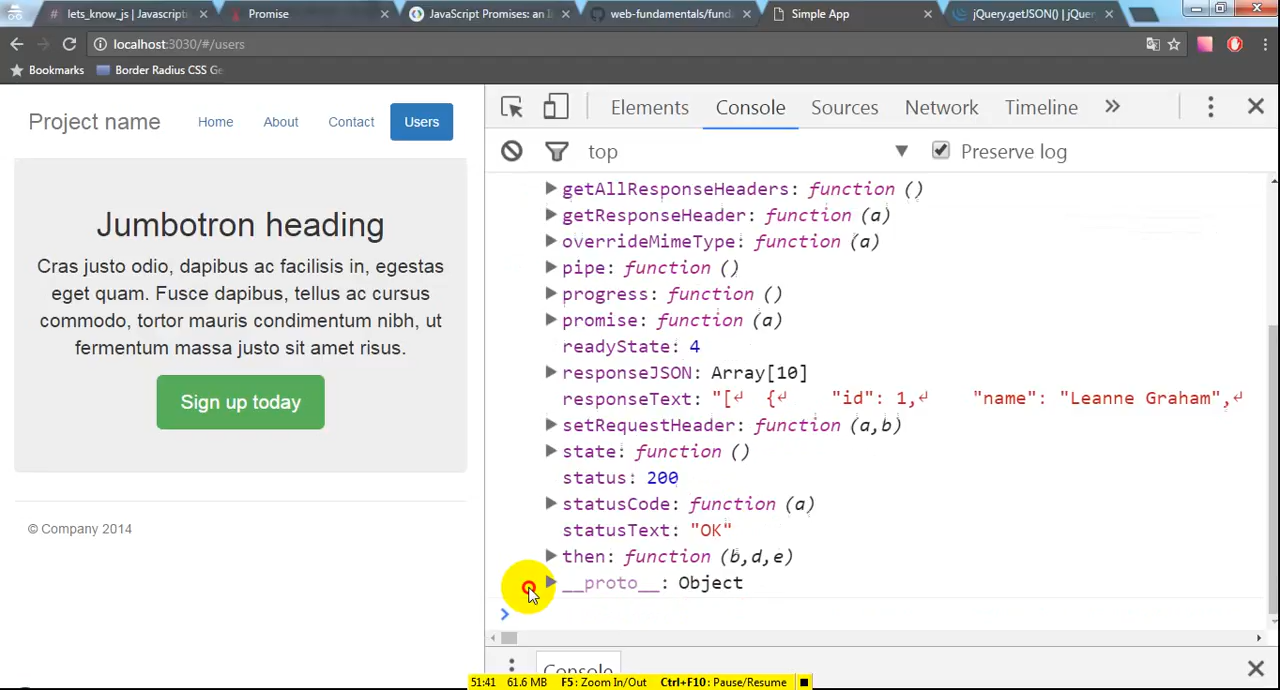 # lets_know_js | Javascript
Promise
JavaScript Promises: an I
web-fundamentals/fund
Simple App
jQuery.getJSON() | jQuer
localhost:3030/#/users
Bookmarks
Border Radius CSS Ge
Project name
Home
About
Contact
Users
Jumbotron heading
Cras justo odio, dapibus ac facilisis in, egestas
eget quam. Fusce dapibus, tellus ac cursus
commodo, tortor mauris condimentum nibh, ut
fermentum massa justo sit amet risus.
Sign up today
© Company 2014
Elements
Console
Sources
Network
Timeline
top
Preserve log
getAllResponseHeaders: function ()
getResponseHeader: function (a)
overrideMimeType: function (a)
pipe: function ()
progress: function ()
promise: function (a)
readyState: 4
responseJSON: Array[10]
responseText: "[↵ {↵ "id": 1,↵ "name": "Leanne Graham",↵
setRequestHeader: function (a,b)
state: function ()
status: 200
statusCode: function (a)
statusText: "OK"
then: function (b,d,e)
__proto__: Object
Console
51:41 61.6 MB F5: Zoom In/Out Ctrl+F10: Pause/Resume